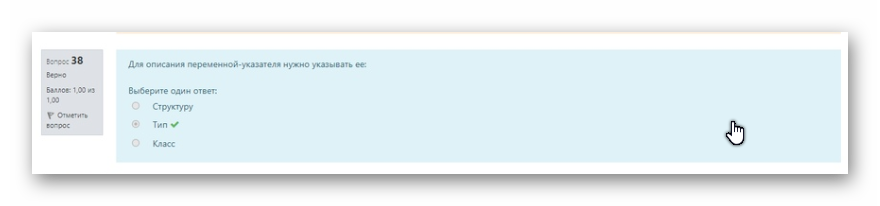 Вопрос 38
Верно
Баллов: 1,00 из
1,00
Отметить
вопрос
Для описания переменной-указателя нужно указывать ее:
Выберите один ответ:
Структуру
Тип
Класс